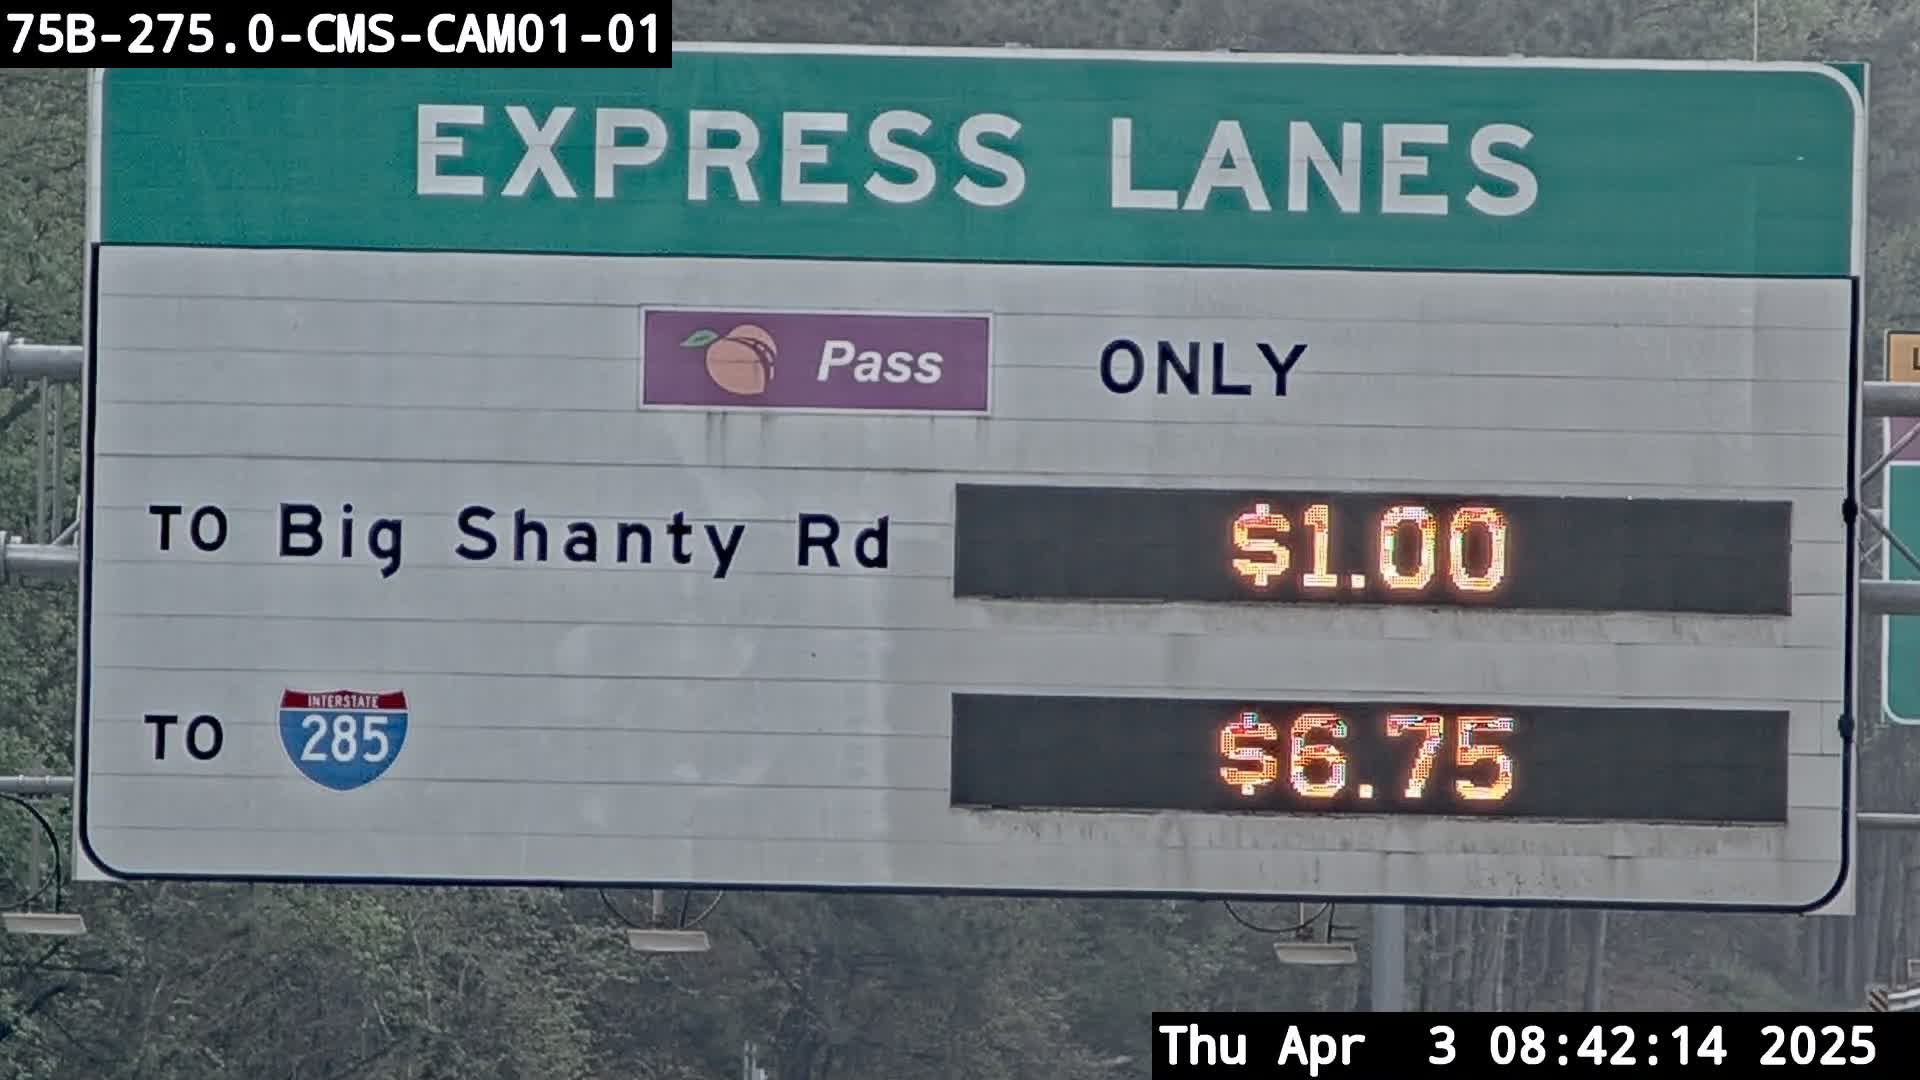 75B-275.0-CMS-CAM01-01
EXPRESS LANES
Pass ONLY
TO Big Shanty Rd $1.00
INTERSTATE
TO 285 $6.75
Thu Apr 3 08:42:14 2025